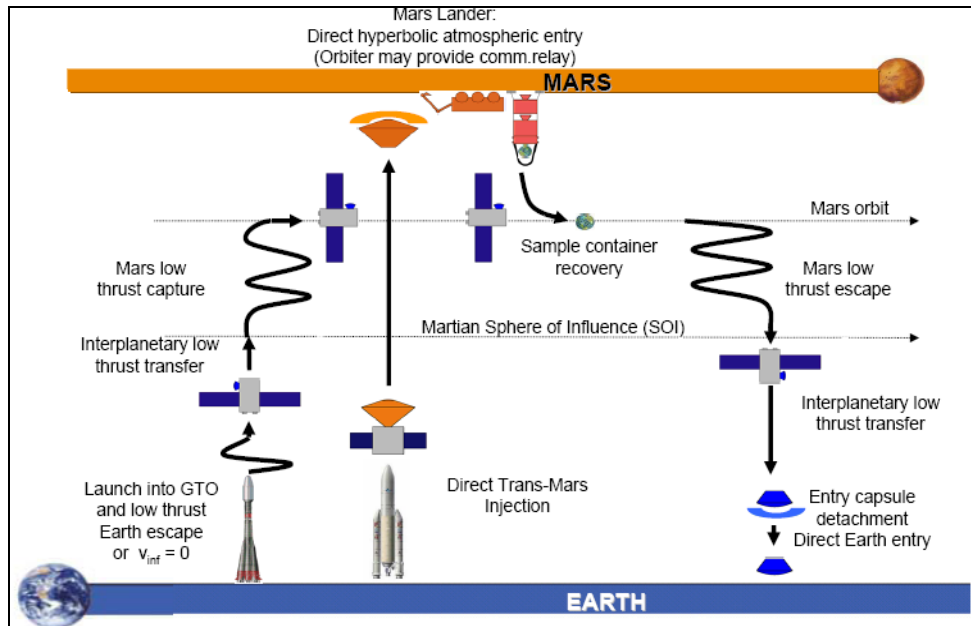 Mars Lander:
Direct hyperbolic atmospheric entry
(Orbiter may provide comm.relay)
MARS
Mars orbit
Sample container
recovery
Mars low
thrust capture
Mars low
thrust escape
Martian Sphere of Influence (SOI)
Interplanetary low
thrust transfer
Interplanetary low
thrust transfer
Launch into GTO
and low thrust
Earth escape
or v_inf = 0
Direct Trans-Mars
Injection
Entry capsule
detachment
Direct Earth entry
EARTH